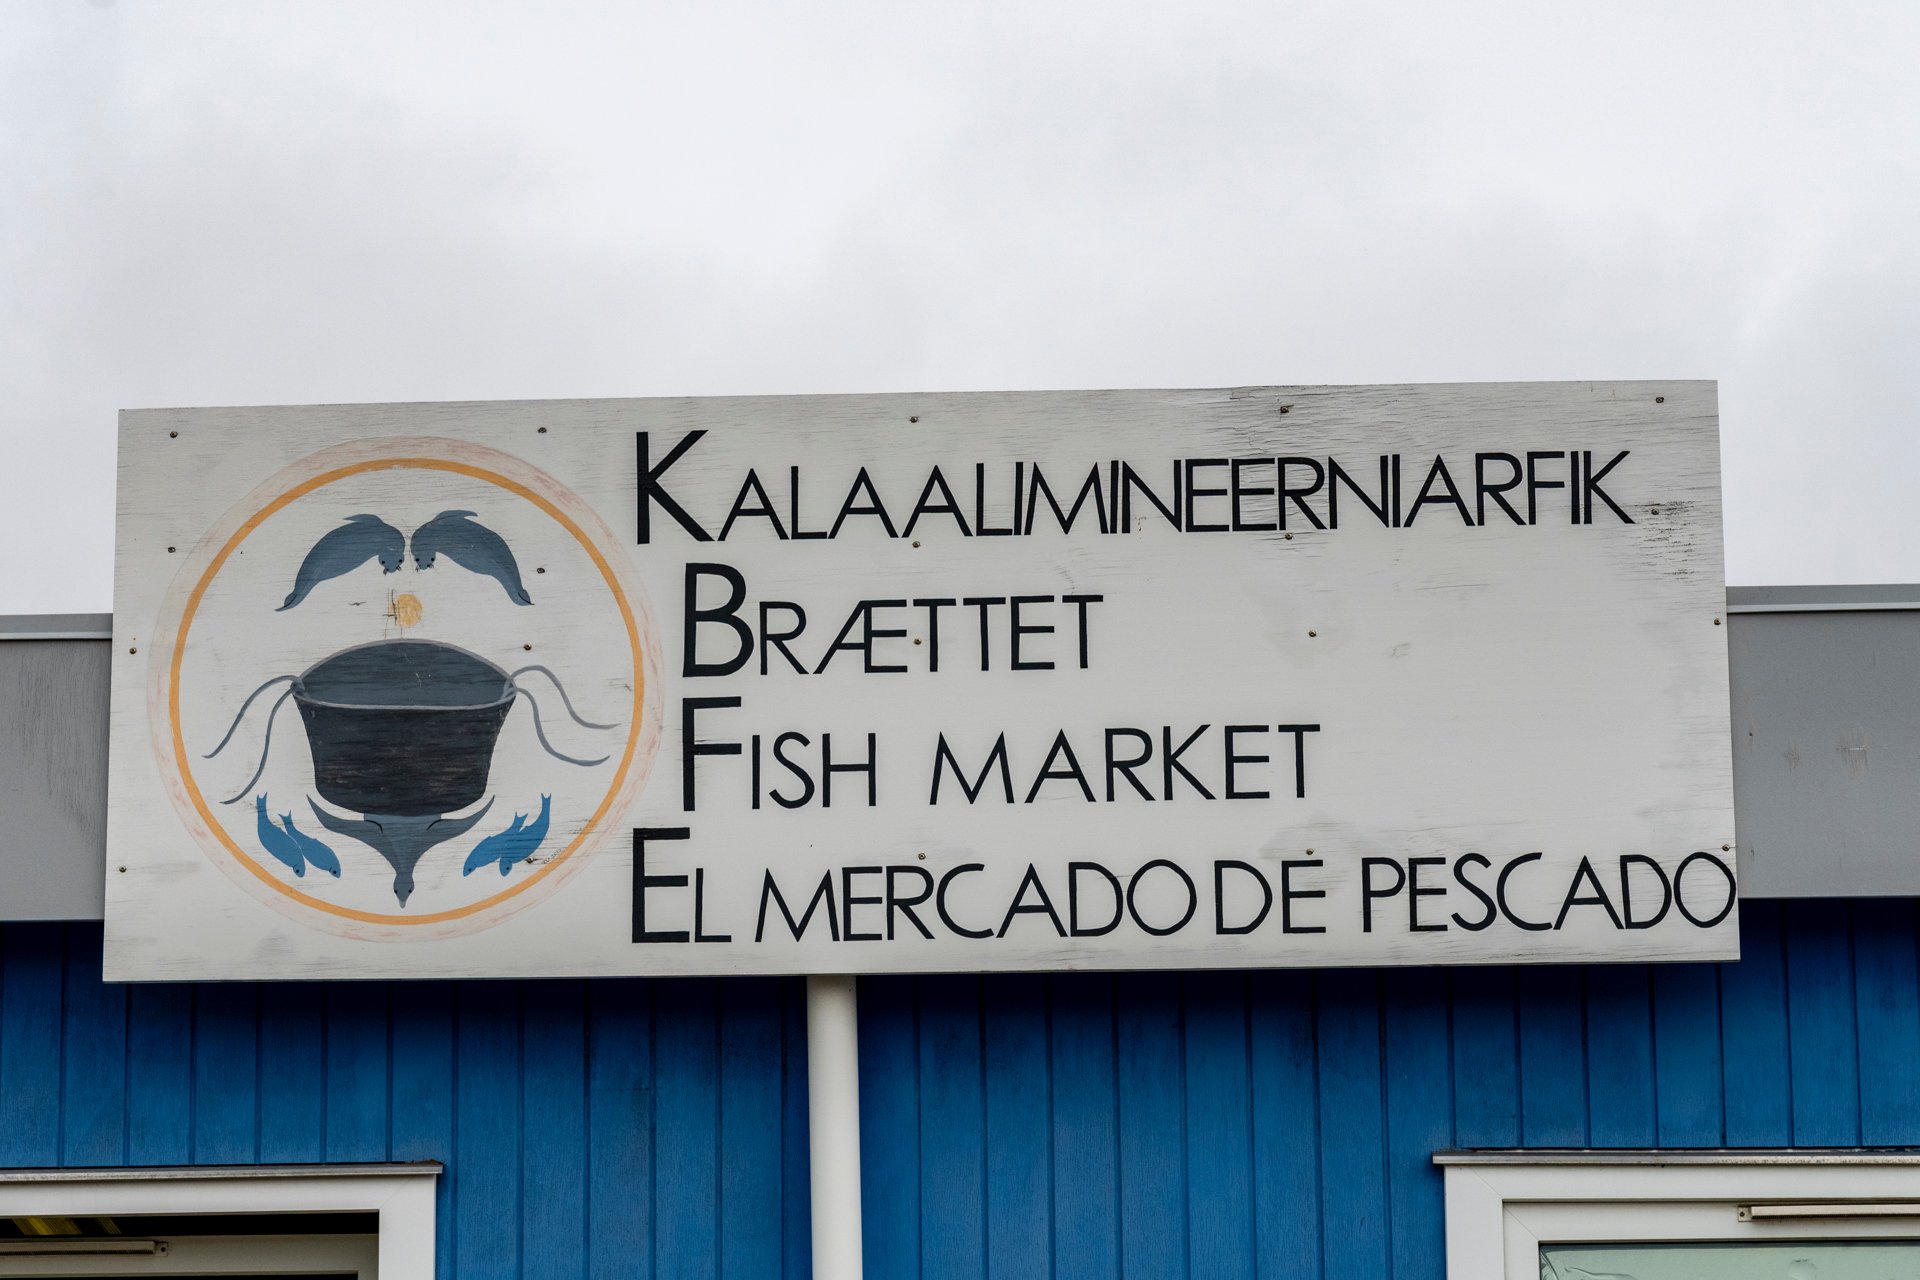 KALAALIMINEERNIARFIK
BRÆTTET
FISH MARKET
EL MERCADO DE PESCADO